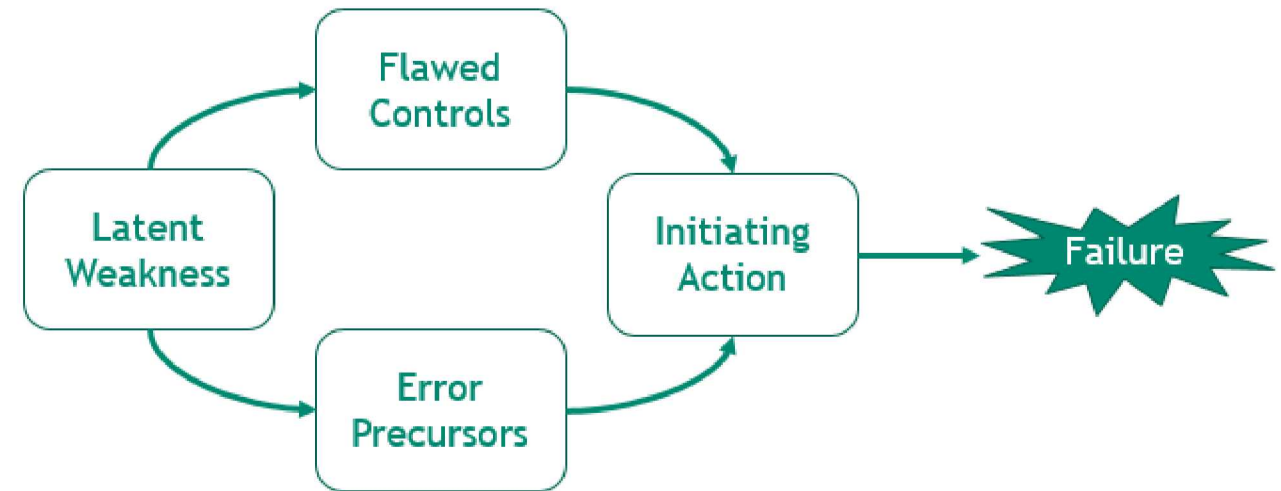 Flawed
Controls
Latent
Weakness
Initiating
Action
Failure
Error
Precursors